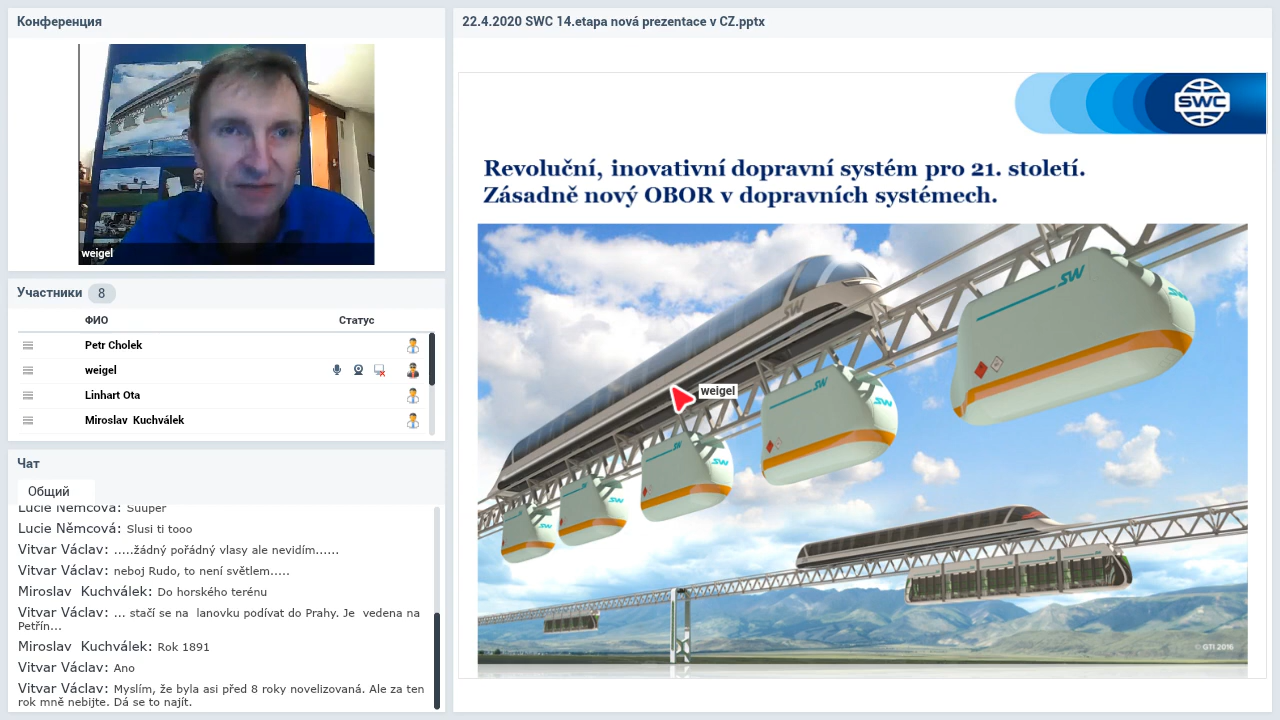 Конференция
weigel
Участники 8
ФИО Статус
Petr Cholek
weigel
Linhart Ota
Miroslav Kuchválek
Чат
Общий
Lucie Němcová: Suuper
Lucie Němcová: Slusi ti tooo
Vitvar Václav: .....žádný pořádný vlasy ale nevidím......
Vitvar Václav: neboj Rudo, to není světlem.....
Miroslav Kuchválek: Do horského terénu
Vitvar Václav: ... stačí se na lanovku podívat do Prahy. Je vedena na
Petřín...
Miroslav Kuchválek: Rok 1891
Vitvar Václav: Ano
Vitvar Václav: Myslím, že byla asi před 8 roky novelizovaná. Ale za ten
rok mně nebijte. Dá se to najít.
22.4.2020 SWC 14.etapa nová prezentace v CZ.pptx
SWC
Revoluční, inovativní dopravní systém pro 21. století.
Zásadně nový OBOR v dopravních systémech.
SW
SW
SW
weigel
SW
SW
SW
SW
SW
SW
SW
© GTI 2016